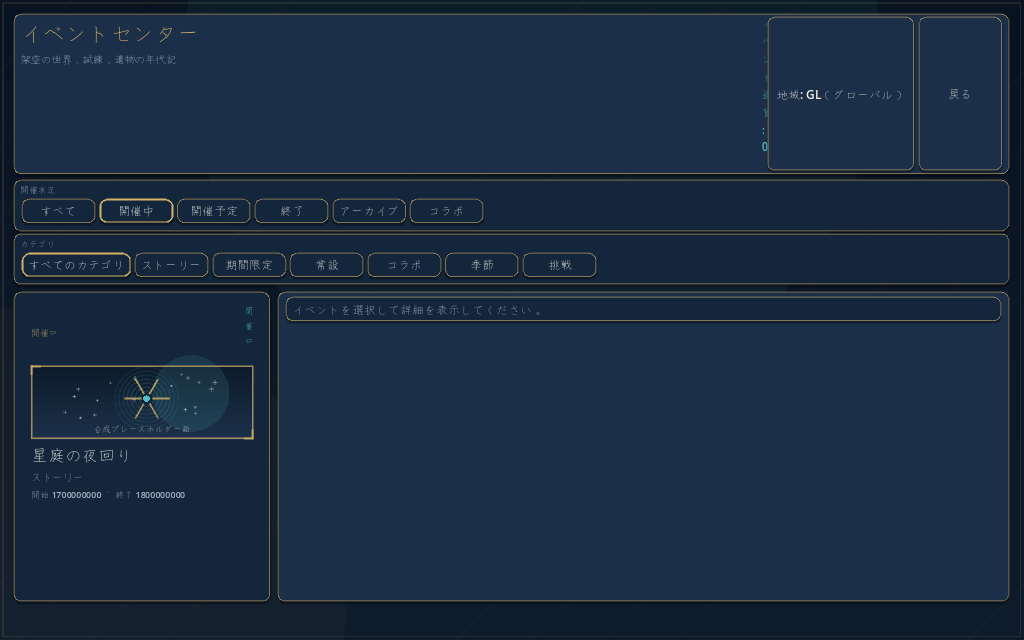 イベントセンター
架空の世界．試練．遺物の年代記
: 0
地域: GL (グローバル)
戻る
開催状況
すべて
開催中
開催予定
終了
アーカイブ
コラボ
カテゴリ
すべてのカテゴリ
ストーリー
期間限定
常設
コラボ
季節
挑戦
開催中
開催中
合成プレースホルダー画
星庭の夜回り
ストーリー
開始 1700000000 ~ 終了 1800000000
イベントを選択して詳細を表示してください。